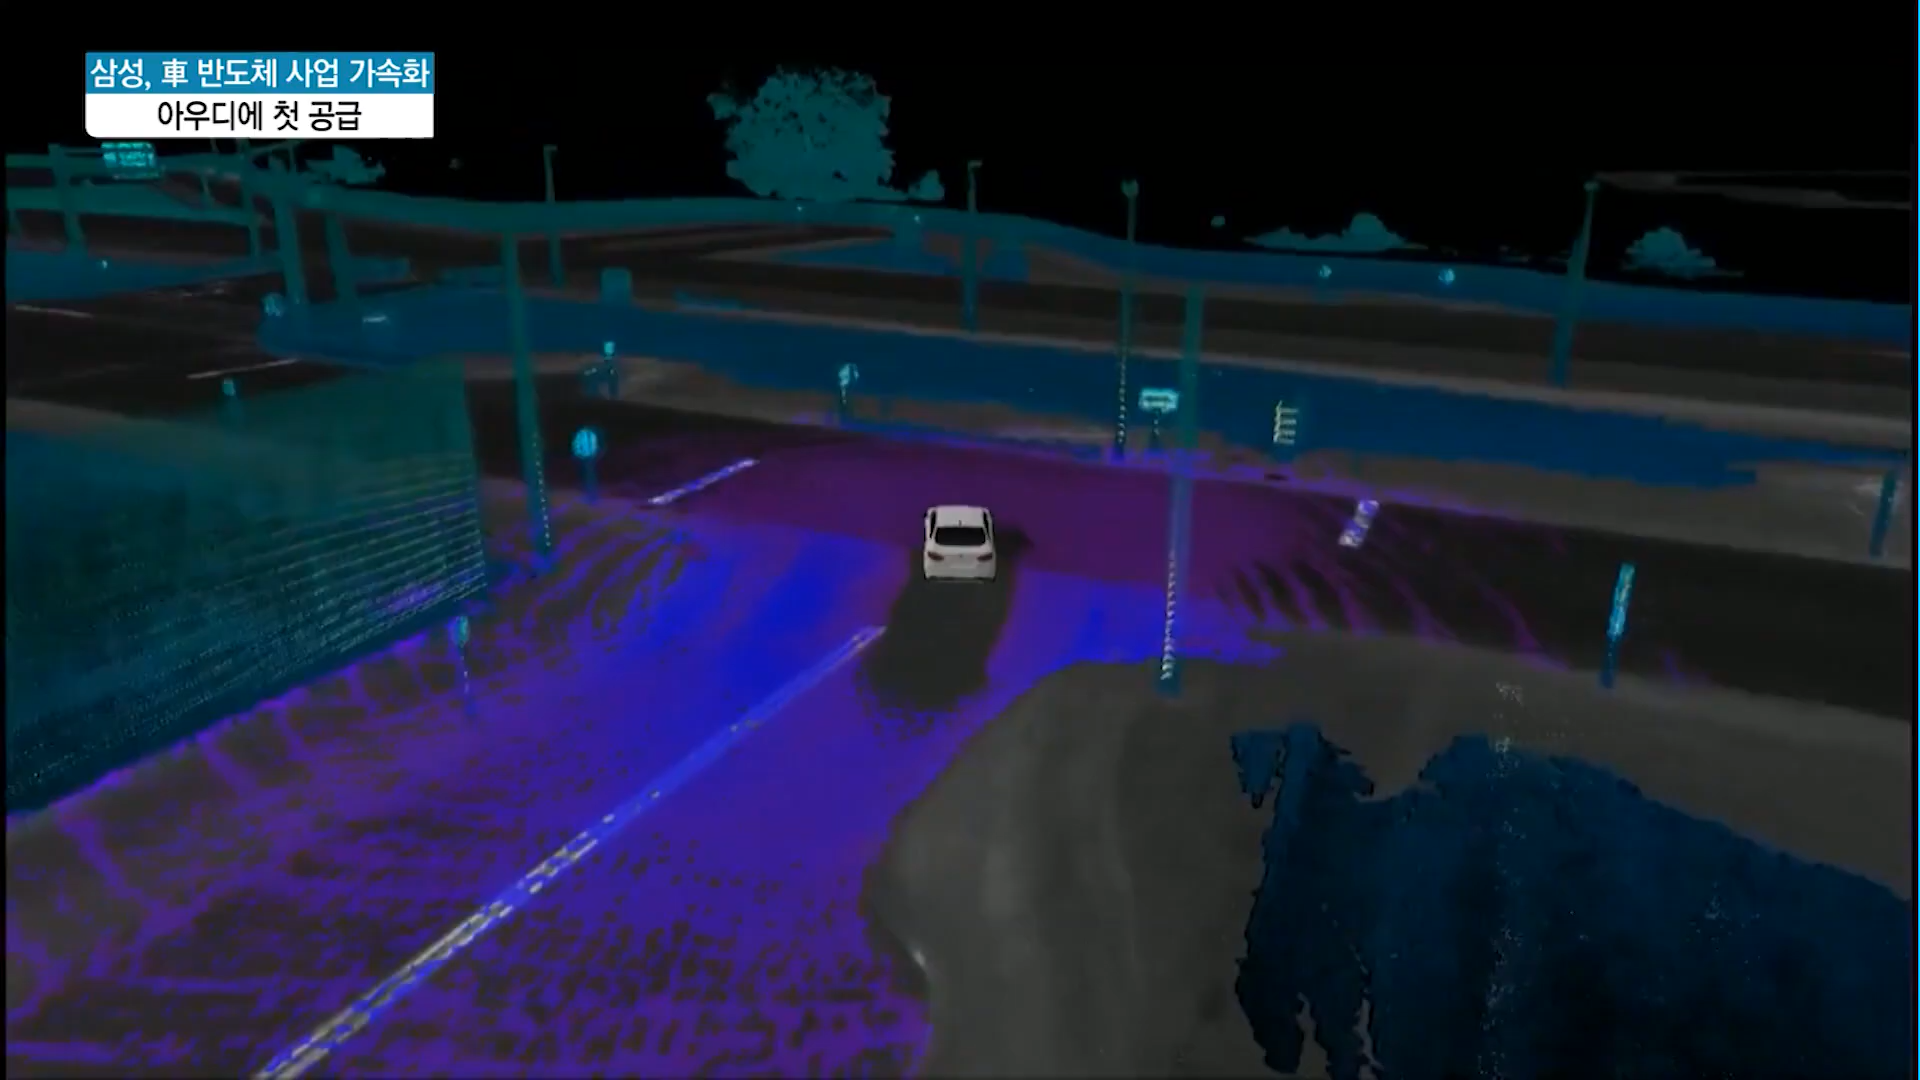 삼성, 車 반도체 사업 가속화
아우디에 첫 공급